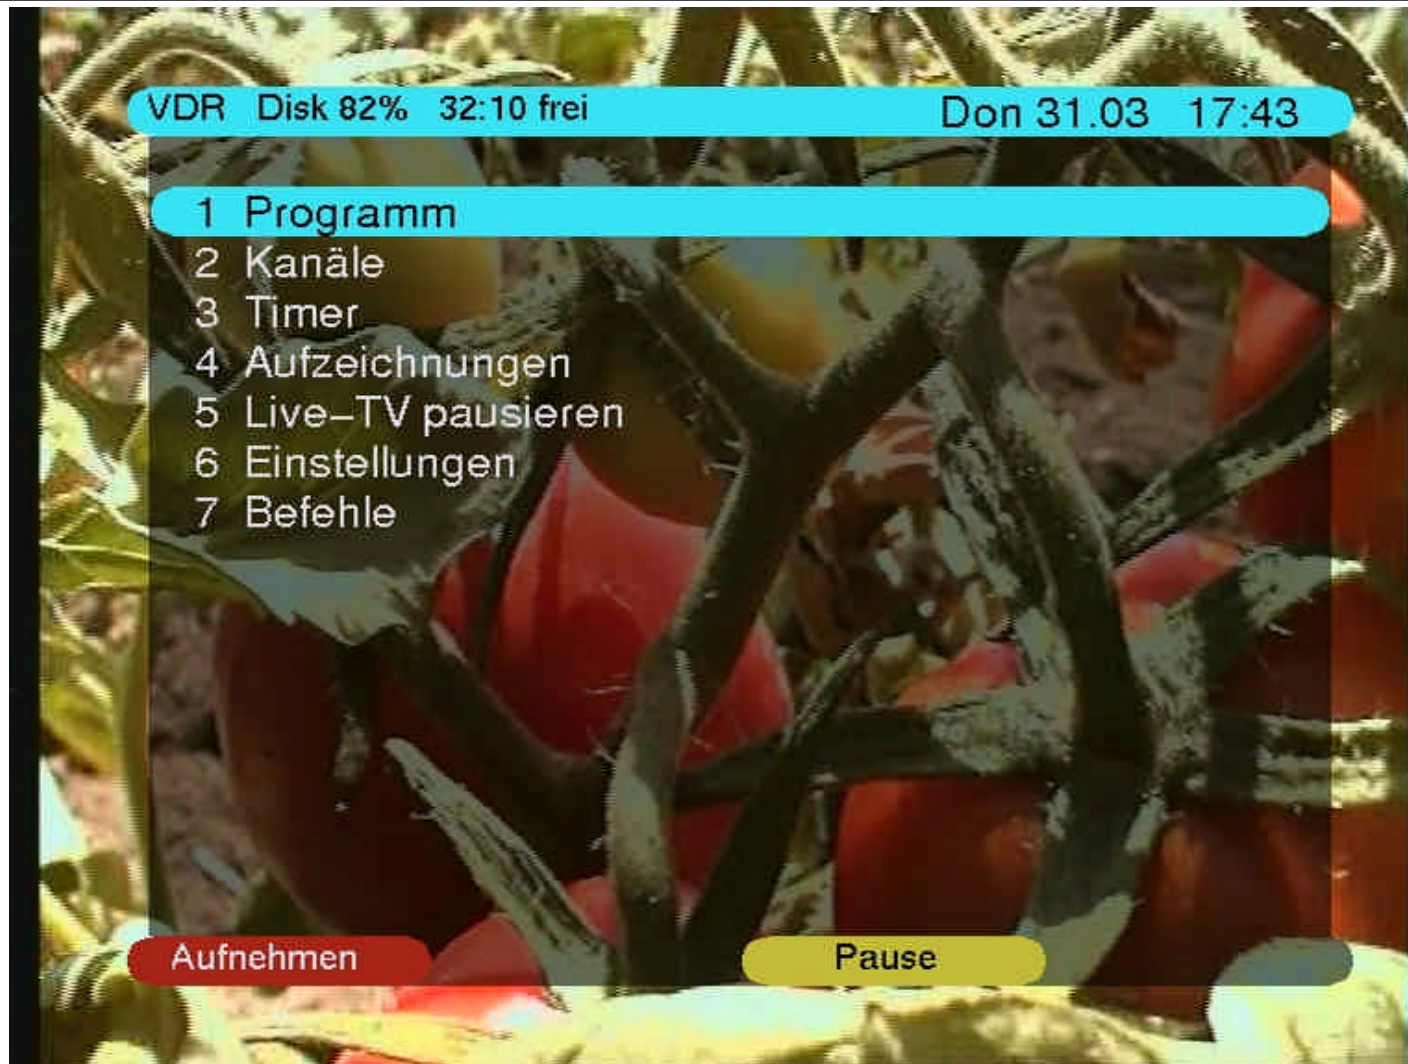 VDR Disk 82% 32:10 frei Don 31.03 17:43
1 Programm
2 Kanäle
3 Timer
4 Aufzeichnungen
5 Live-TV pausieren
6 Einstellungen
7 Befehle
Aufnehmen Pause